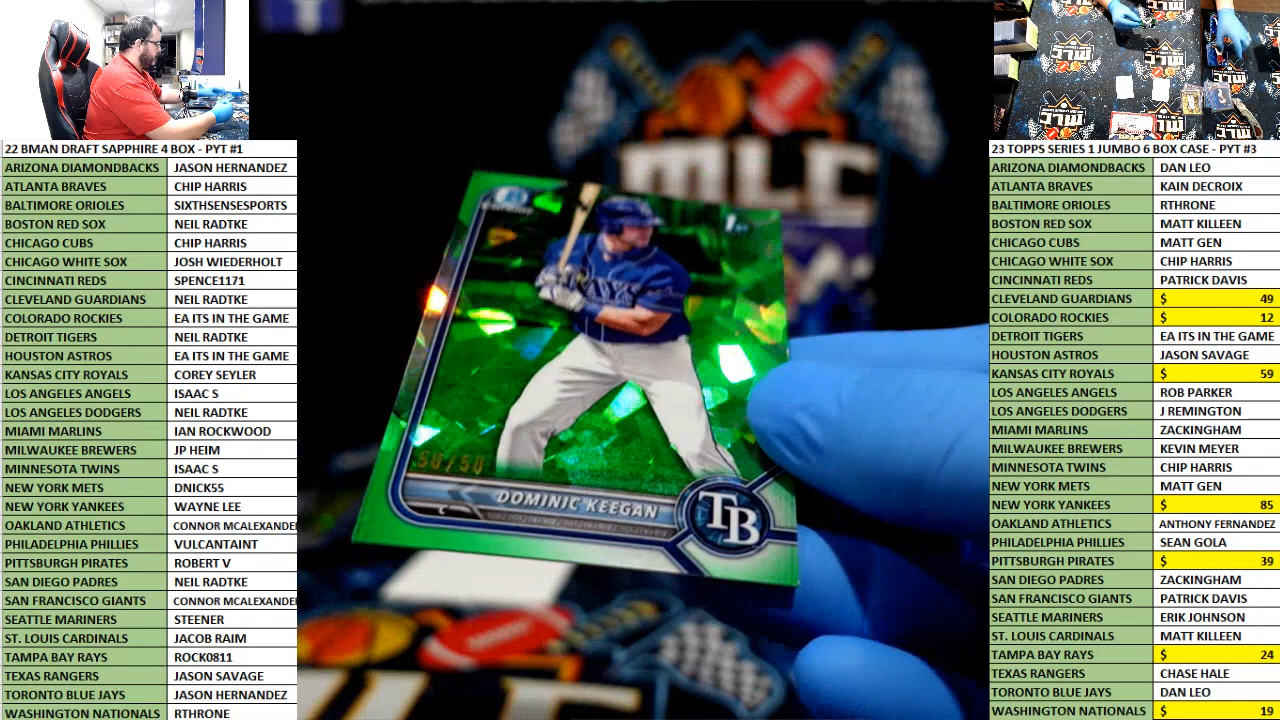 22 BMAN DRAFT SAPPHIRE 4 BOX - PYT #1
ARIZONA DIAMONDBACKS JASON HERNANDEZ
ATLANTA BRAVES CHIP HARRIS
BALTIMORE ORIOLES SIXTHSENSESPORTS
BOSTON RED SOX NEIL RADTKE
CHICAGO CUBS CHIP HARRIS
CHICAGO WHITE SOX JOSH WIEDERHOLT
CINCINNATI REDS SPENCE1171
CLEVELAND GUARDIANS NEIL RADTKE
COLORADO ROCKIES EA ITS IN THE GAME
DETROIT TIGERS NEIL RADTKE
HOUSTON ASTROS EA ITS IN THE GAME
KANSAS CITY ROYALS COREY SEYLER
LOS ANGELES ANGELS ISAAC S
LOS ANGELES DODGERS NEIL RADTKE
MIAMI MARLINS IAN ROCKWOOD
MILWAUKEE BREWERS JP HEIM
MINNESOTA TWINS ISAAC S
NEW YORK METS DNICK55
NEW YORK YANKEES WAYNE LEE
OAKLAND ATHLETICS CONNOR MCALEXANDE
PHILADELPHIA PHILLIES VULCANTAINT
PITTSBURGH PIRATES ROBERT V
SAN DIEGO PADRES NEIL RADTKE
SAN FRANCISCO GIANTS CONNOR MCALEXANDE
SEATTLE MARINERS STEENER
ST. LOUIS CARDINALS JACOB RAIM
TAMPA BAY RAYS ROCK0811
TEXAS RANGERS JASON SAVAGE
TORONTO BLUE JAYS JASON HERNANDEZ
WASHINGTON NATIONALS RTHRONE
MLC
1st
RAYS
50/50
DOMINIC KEEGAN
TB
MLC
23 TOPPS SERIES 1 JUMBO 6 BOX CASE - PYT #3
ARIZONA DIAMONDBACKS DAN LEO
ATLANTA BRAVES KAIN DECROIX
BALTIMORE ORIOLES RTHRONE
BOSTON RED SOX MATT KILLEEN
CHICAGO CUBS MATT GEN
CHICAGO WHITE SOX CHIP HARRIS
CINCINNATI REDS PATRICK DAVIS
CLEVELAND GUARDIANS $ 49
COLORADO ROCKIES $ 12
DETROIT TIGERS EA ITS IN THE GAME
HOUSTON ASTROS JASON SAVAGE
KANSAS CITY ROYALS $ 59
LOS ANGELES ANGELS ROB PARKER
LOS ANGELES DODGERS J REMINGTON
MIAMI MARLINS ZACKINGHAM
MILWAUKEE BREWERS KEVIN MEYER
MINNESOTA TWINS CHIP HARRIS
NEW YORK METS MATT GEN
NEW YORK YANKEES $ 85
OAKLAND ATHLETICS ANTHONY FERNANDEZ
PHILADELPHIA PHILLIES SEAN GOLA
PITTSBURGH PIRATES $ 39
SAN DIEGO PADRES ZACKINGHAM
SAN FRANCISCO GIANTS PATRICK DAVIS
SEATTLE MARINERS ERIK JOHNSON
ST. LOUIS CARDINALS MATT KILLEEN
TAMPA BAY RAYS $ 24
TEXAS RANGERS CHASE HALE
TORONTO BLUE JAYS DAN LEO
WASHINGTON NATIONALS $ 19